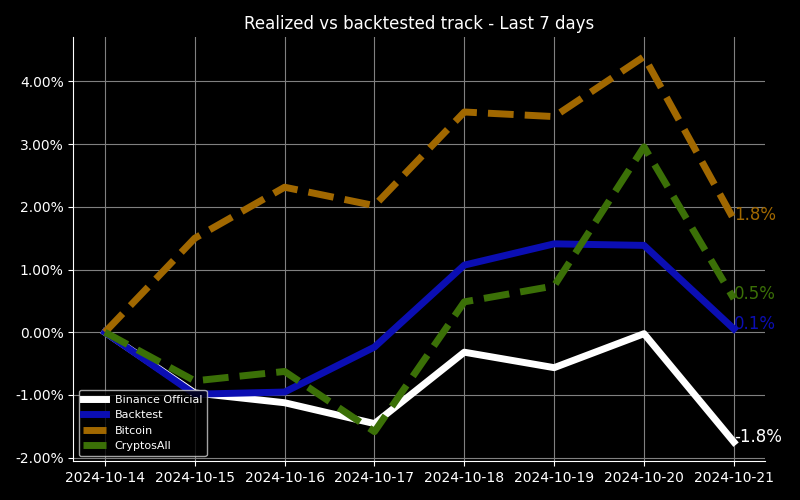 Realized vs backtested track - Last 7 days
4.00%
3.00%
2.00%
1.00%
0.00%
-1.00%
-2.00%
1.8%
0.5%
0.1%
-1.8%
Binance Official
Backtest
Bitcoin
CryptosAll
2024-10-14 2024-10-15 2024-10-16 2024-10-17 2024-10-18 2024-10-19 2024-10-20 2024-10-21